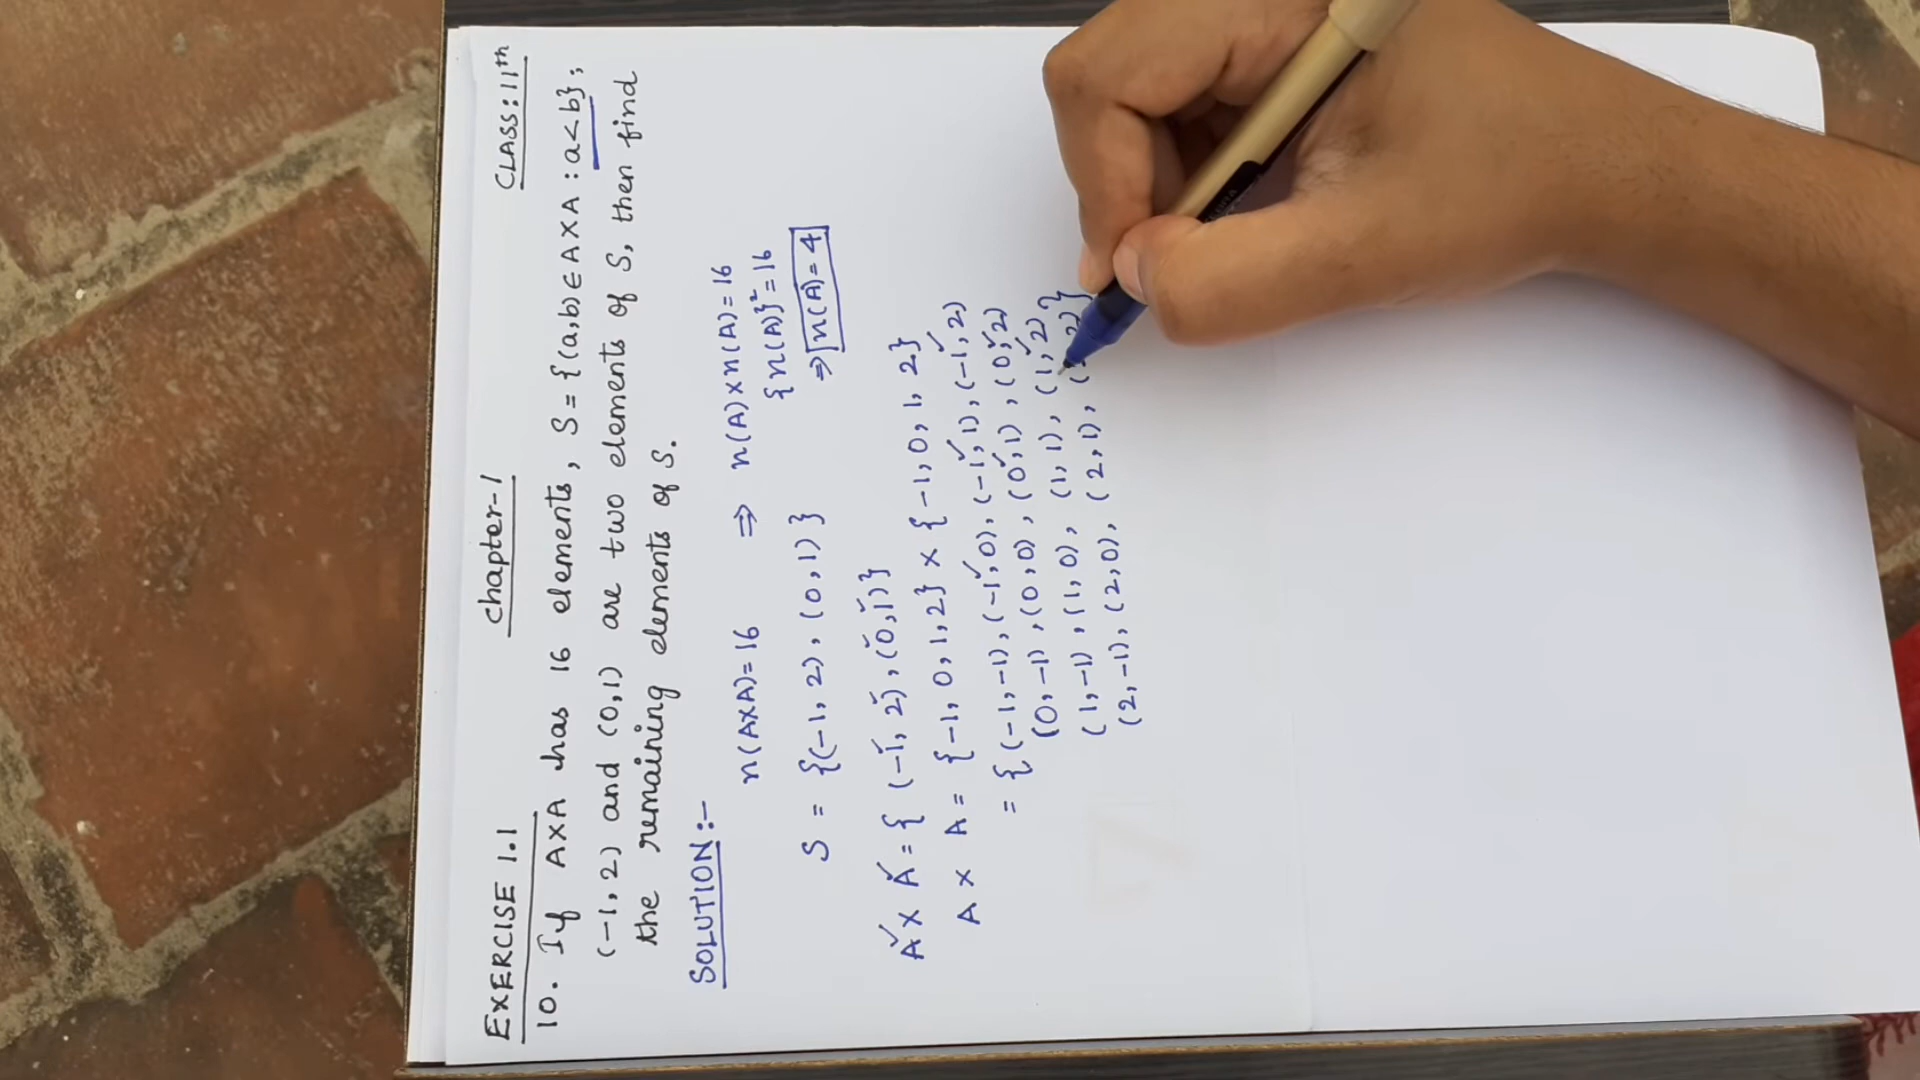 EXERCISE 1.1 chapter-1 CLASS: 11th
10. If AXA has 16 elements, S = {(a,b) ∈ A X A : a < b};
(-1, 2) and (0,1) are two elements of S, then find
the remaining elements of S.
SOLUTION:-
n(AXA)=16 ⇒ n(A) x n(A) = 16
{n(A)}² = 16
S = {(-1, 2), (0,1)} ⇒ n(A) = 4
A X A = { (-1, 2), (0,1)}
A X A = {-1, 0, 1, 2} X {-1, 0, 1, 2}
= {(-1,-1), (-1,0), (-1,1), (-1, 2)
(0,-1), (0,0), (0,1), (0,2)
(1,-1), (1,0), (1,1), (1,2)}
(2,-1), (2,0), (2,1), ( 2)}